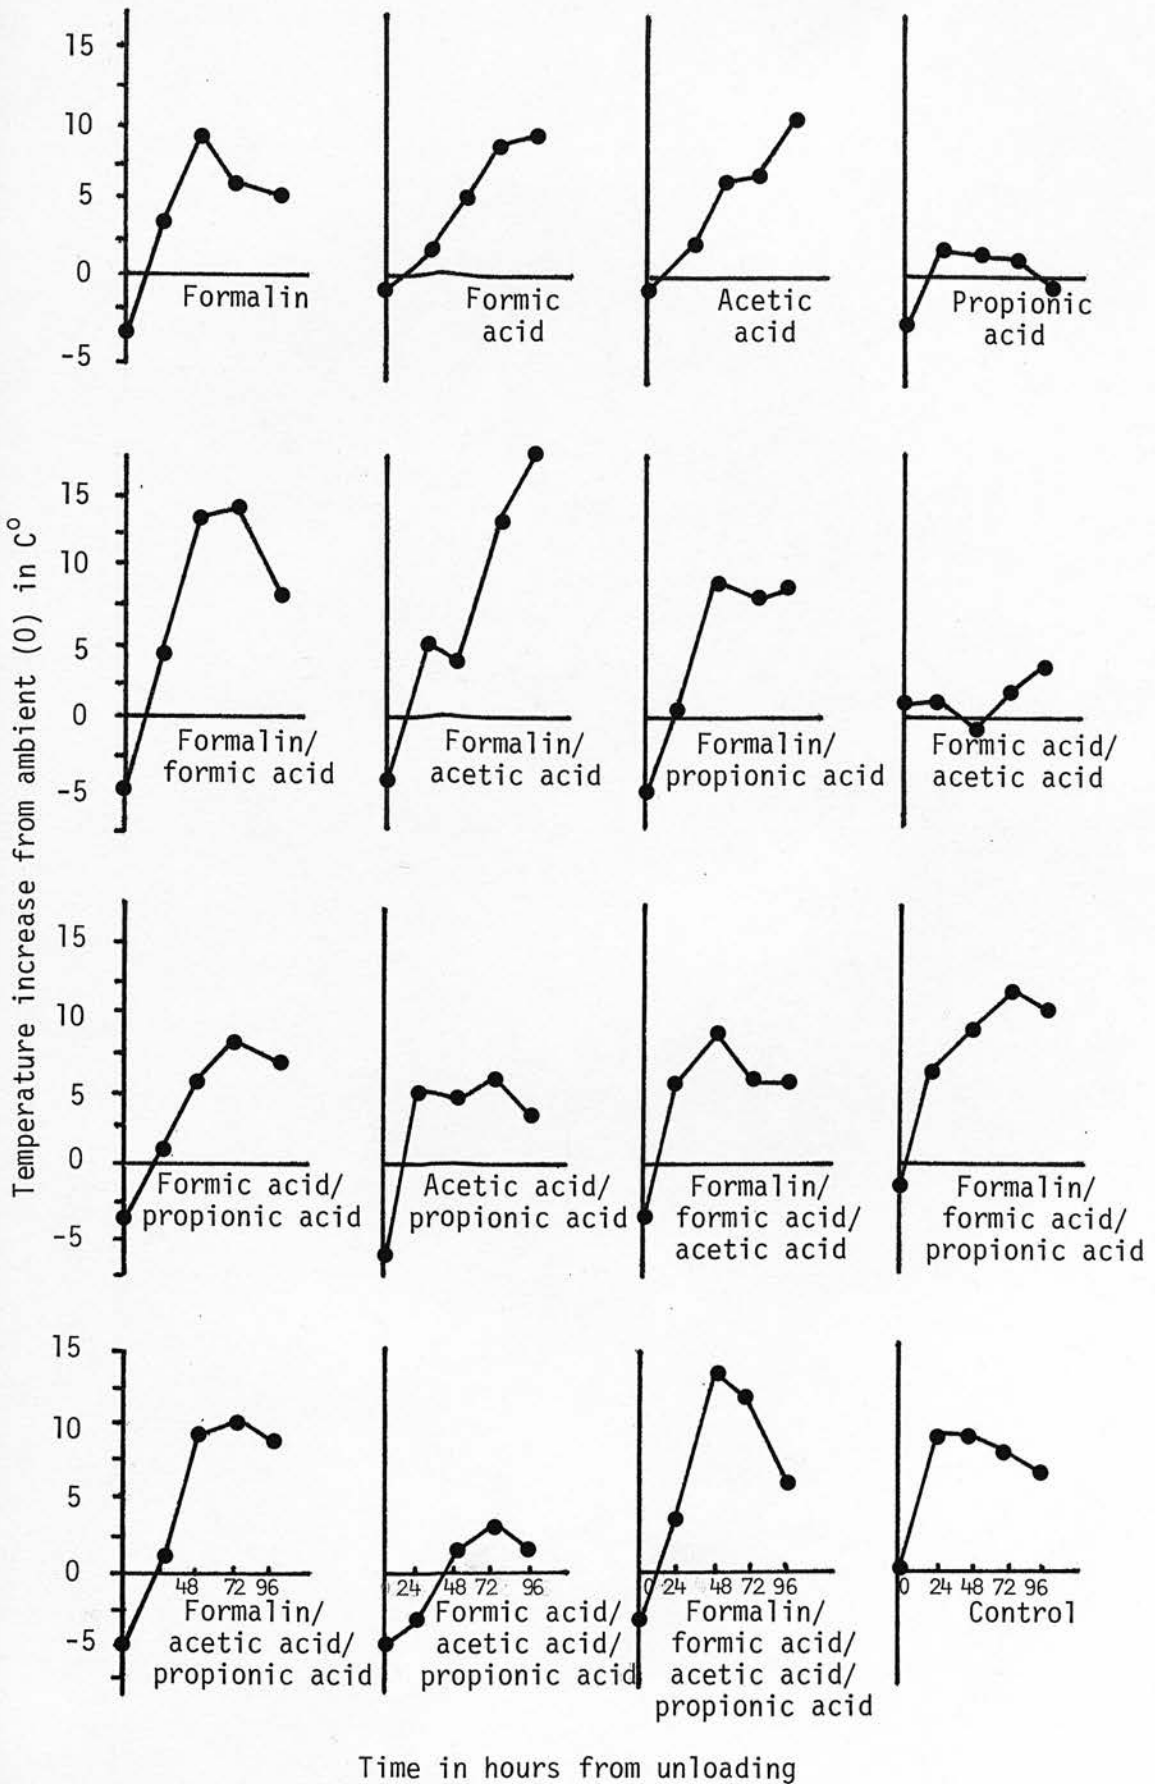 Temperature increase from ambient (O) in C°
15
10
5
0
-5
Formalin
Formic
acid
Acetic
acid
Propionic
acid
15
10
5
0
-5
Formalin/
formic acid
Formalin/
acetic acid
Formalin/
propionic acid
Formic acid/
acetic acid
15
10
5
0
-5
Formic acid/
propionic acid
Acetic acid/
propionic acid
Formalin/
formic acid/
acetic acid
Formalin/
formic acid/
propionic acid
15
10
5
0
-5
48 72 96
Formalin/
acetic acid/
propionic acid
24 48 72 96
Formic acid/
acetic acid/
propionic acid
0 24 48 72 96
Formalin/
formic acid/
acetic acid/
propionic acid
0 24 48 72 96
Control
Time in hours from unloading